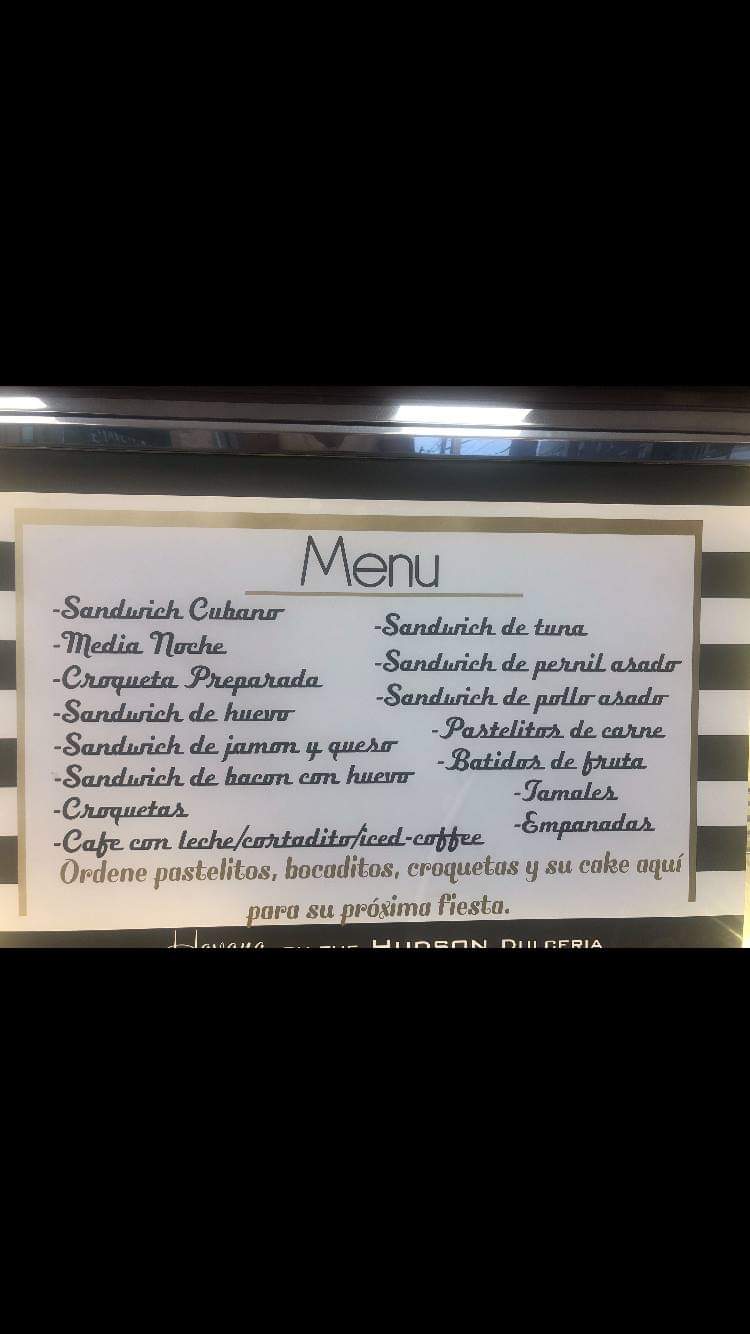 Menu
-Sandwich Cubano
-Media Noche
-Croqueta Preparada
-Sandwich de huevo
-Sandwich de jamon y queso
-Sandwich de bacon con huevo
-Croquetas
-Cafe con leche/cortadito/iced-coffee
-Sandwich de tuna
-Sandwich de pernil asado
-Sandwich de pollo asado
-Pastelitos de carne
-Batidos de fruta
-Tamales
-Empanadas
Ordene pastelitos, bocaditos, croquetas y su cake aquí
para su próxima fiesta.
Havana on the Hudson Dulceria